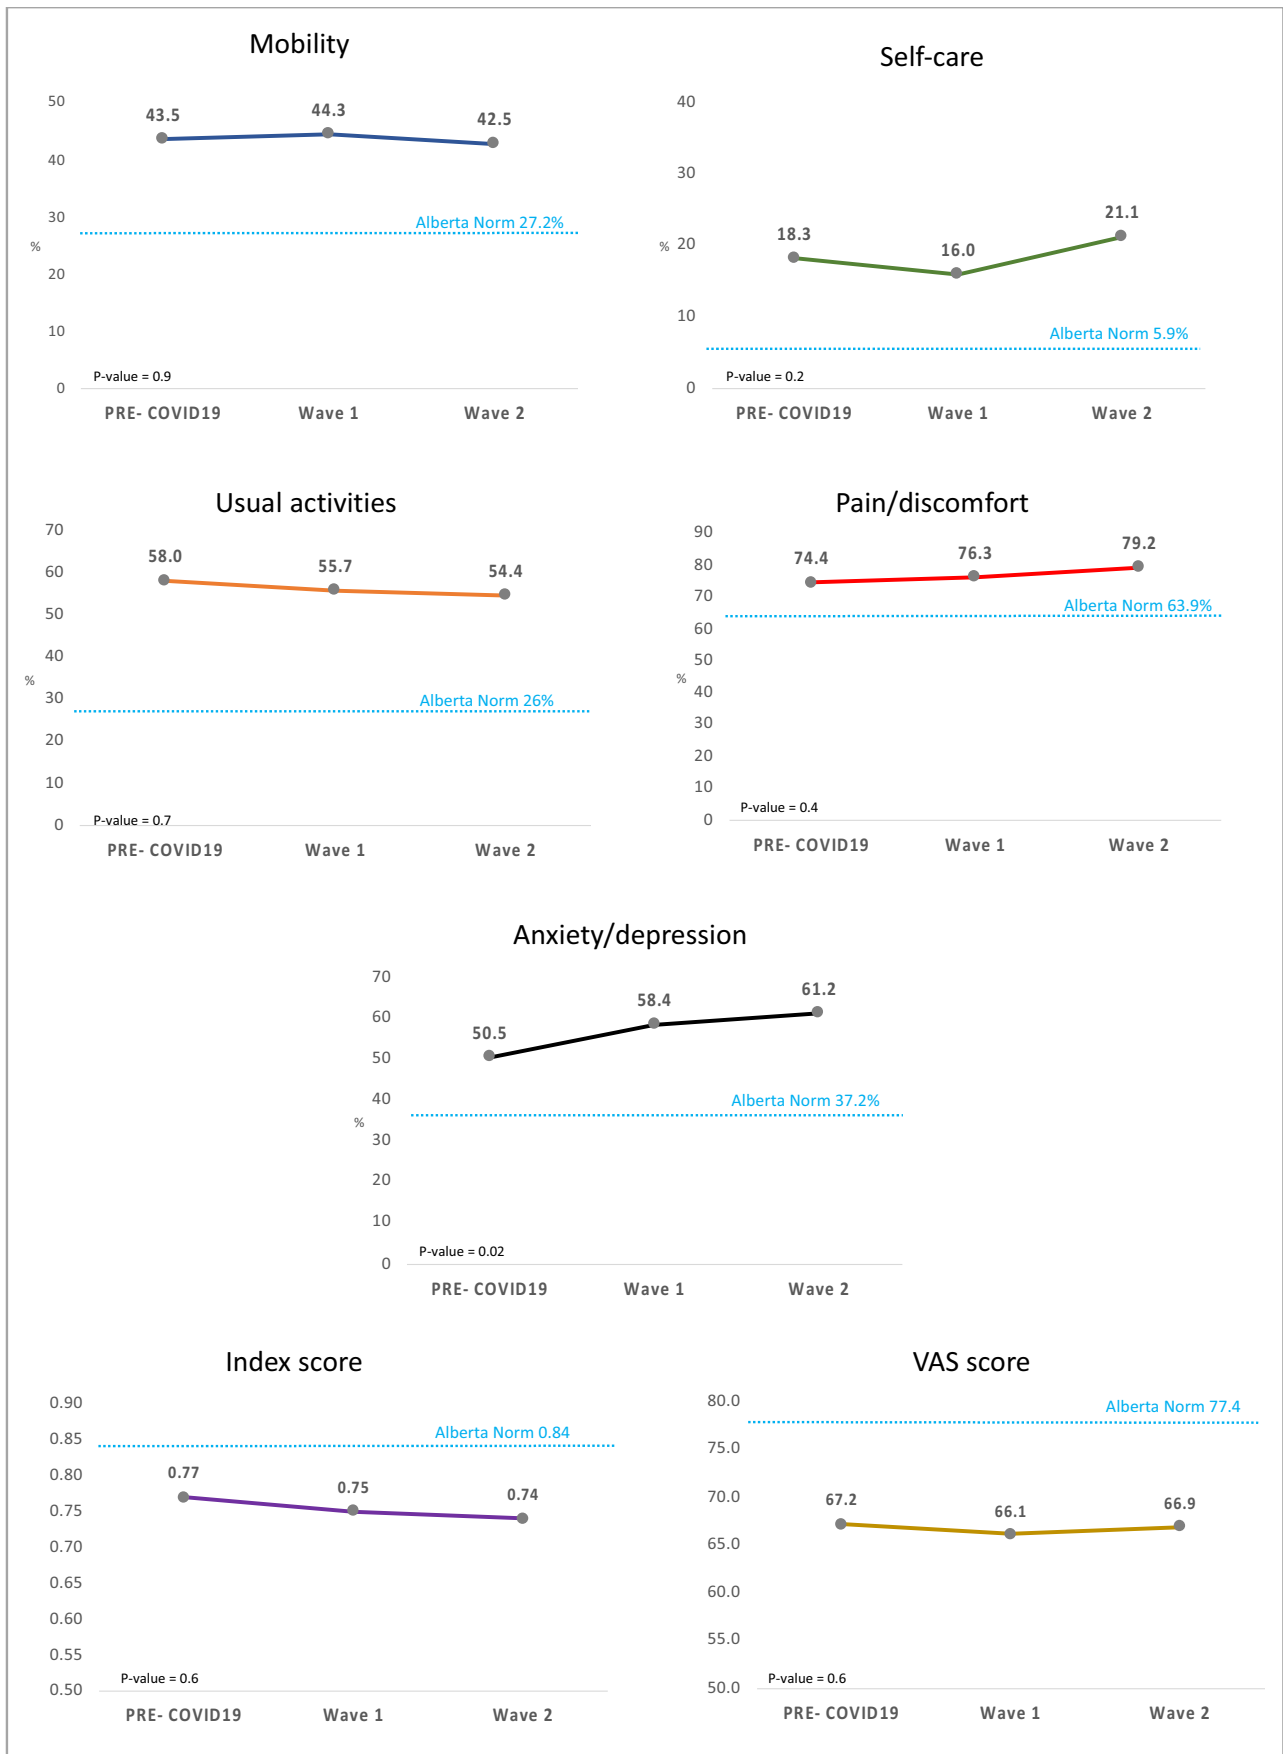 Mobility
50
40
30
20
10
0
%
43.5
44.3
42.5
Alberta Norm 27.2%
P-value = 0.9
PRE- COVID19 Wave 1 Wave 2
Self-care
40
30
20
10
0
%
18.3
16.0
21.1
Alberta Norm 5.9%
P-value = 0.2
PRE- COVID19 Wave 1 Wave 2
Usual activities
70
60
50
40
30
20
10
0
%
58.0
55.7
54.4
Alberta Norm 26%
P-value = 0.7
PRE- COVID19 Wave 1 Wave 2
Pain/discomfort
90
80
70
60
50
40
30
20
10
0
%
74.4
76.3
79.2
Alberta Norm 63.9%
P-value = 0.4
PRE- COVID19 Wave 1 Wave 2
Anxiety/depression
70
60
50
40
30
20
10
0
%
50.5
58.4
61.2
Alberta Norm 37.2%
P-value = 0.02
PRE- COVID19 Wave 1 Wave 2
Index score
0.90
0.85
0.80
0.75
0.70
0.65
0.60
0.55
0.50
Alberta Norm 0.84
0.77
0.75
0.74
P-value = 0.6
PRE- COVID19 Wave 1 Wave 2
VAS score
80.0
75.0
70.0
65.0
60.0
55.0
50.0
Alberta Norm 77.4
67.2
66.1
66.9
P-value = 0.6
PRE- COVID19 Wave 1 Wave 2